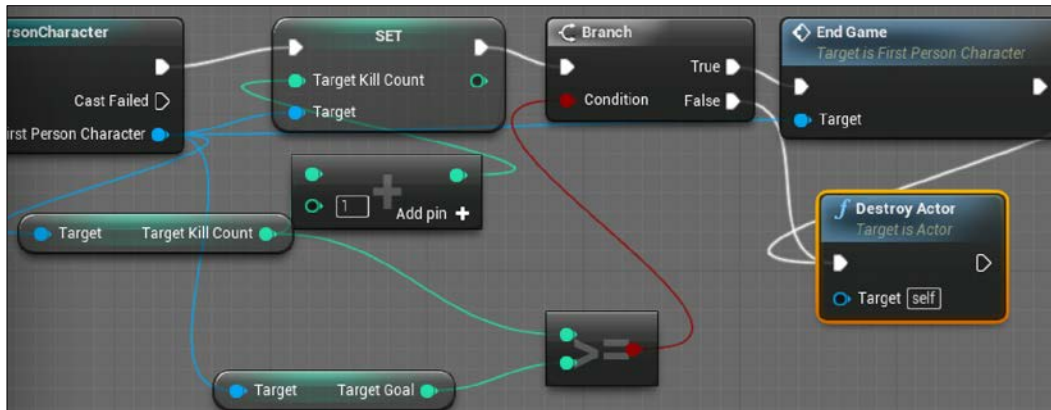 rsonCharacter
Cast Failed
irst Person Character
SET
Target Kill Count
Target
Branch
True
Condition
False
End Game
Target is First Person Character
Target
+
1
Add pin +
Target
Target Kill Count
f Destroy Actor
Target is Actor
Target self
>=
Target
Target Goal